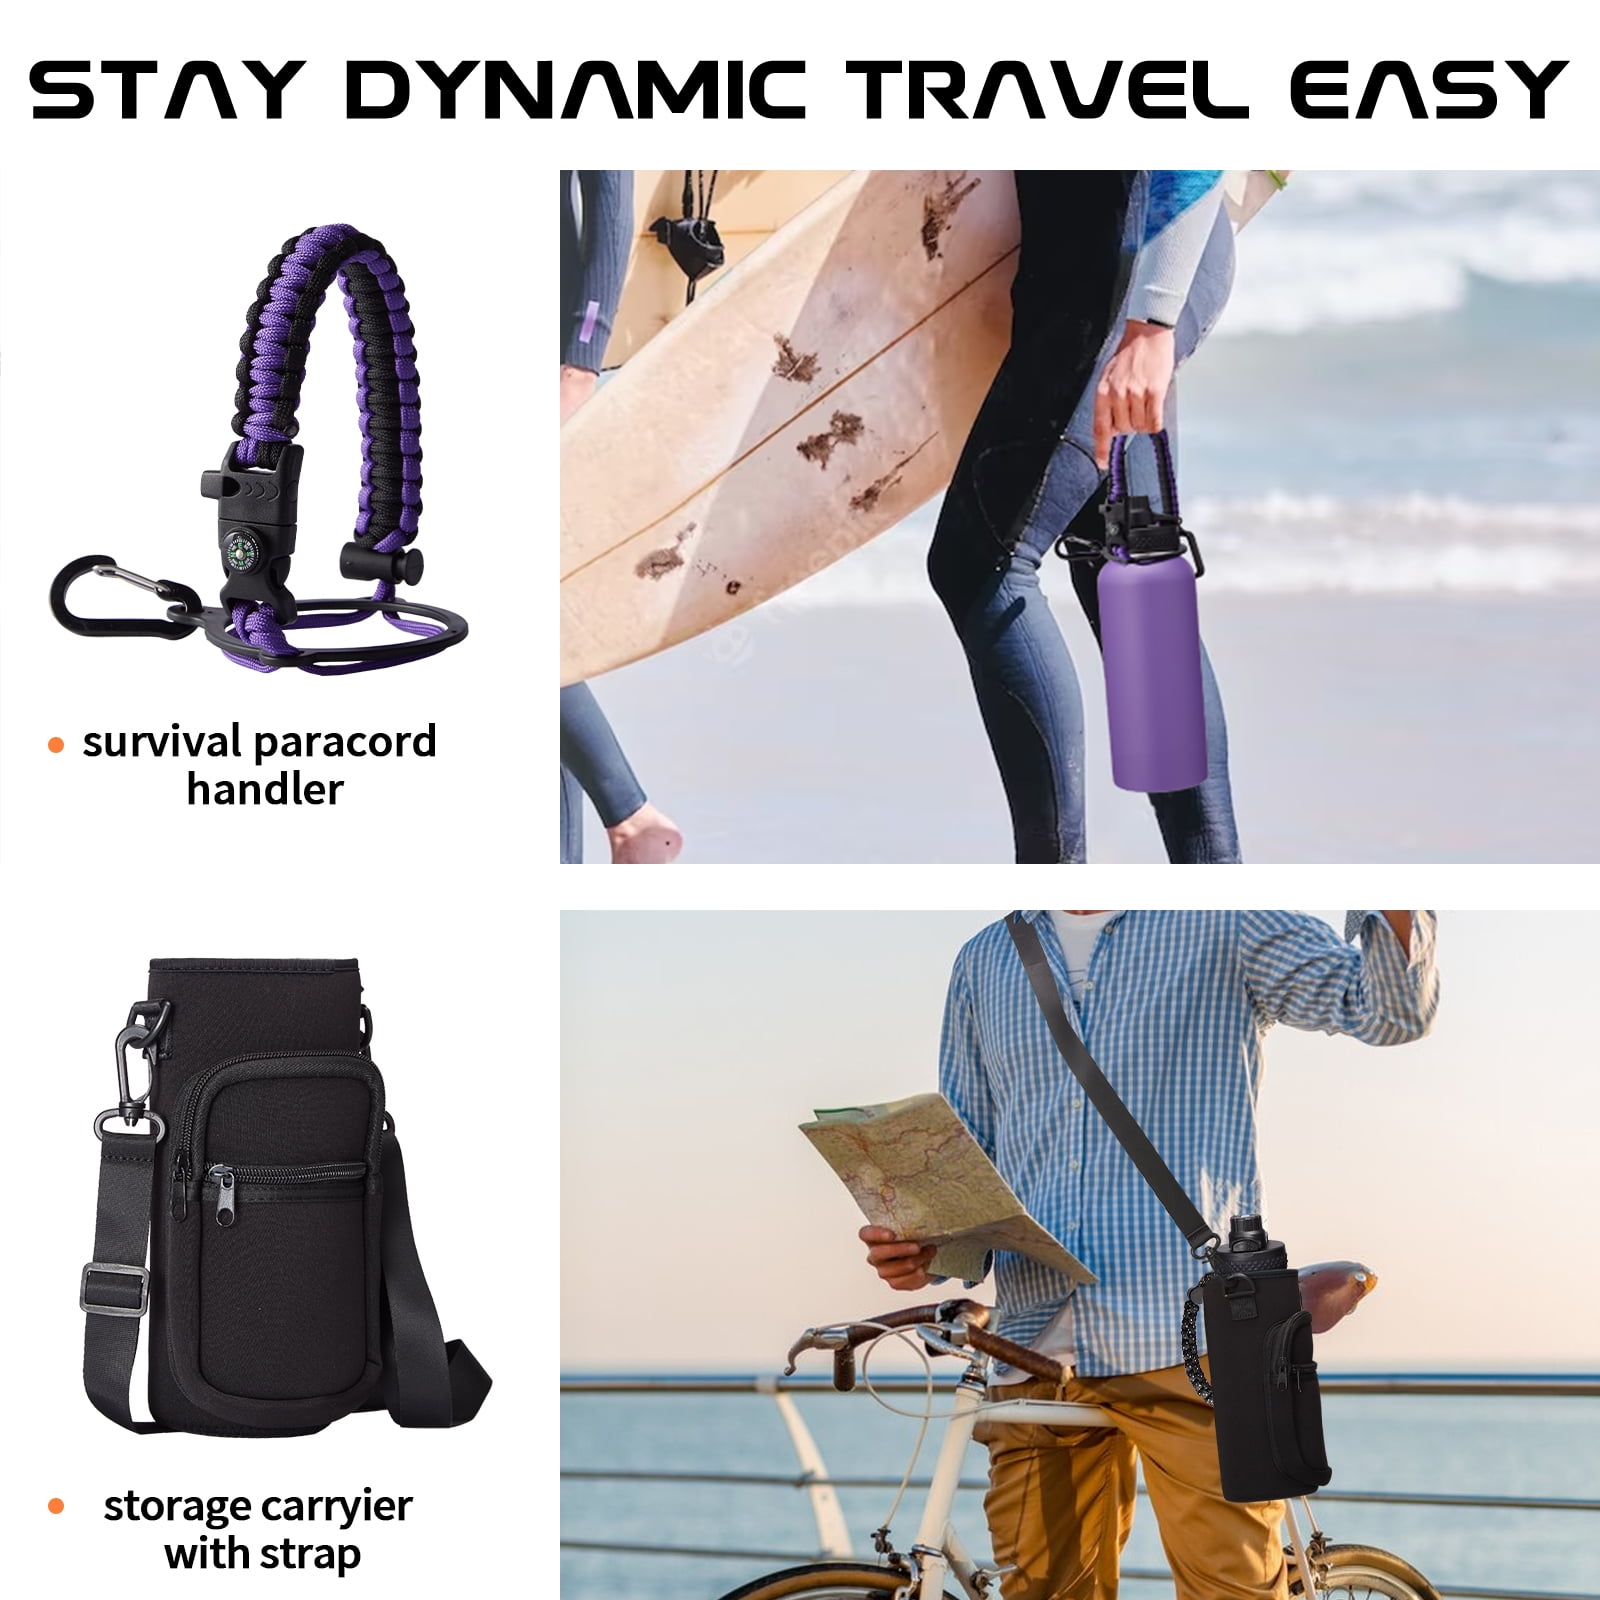 STAY DYNAMIC TRAVEL EASY
survival paracord
handler
storage carryier
with strap